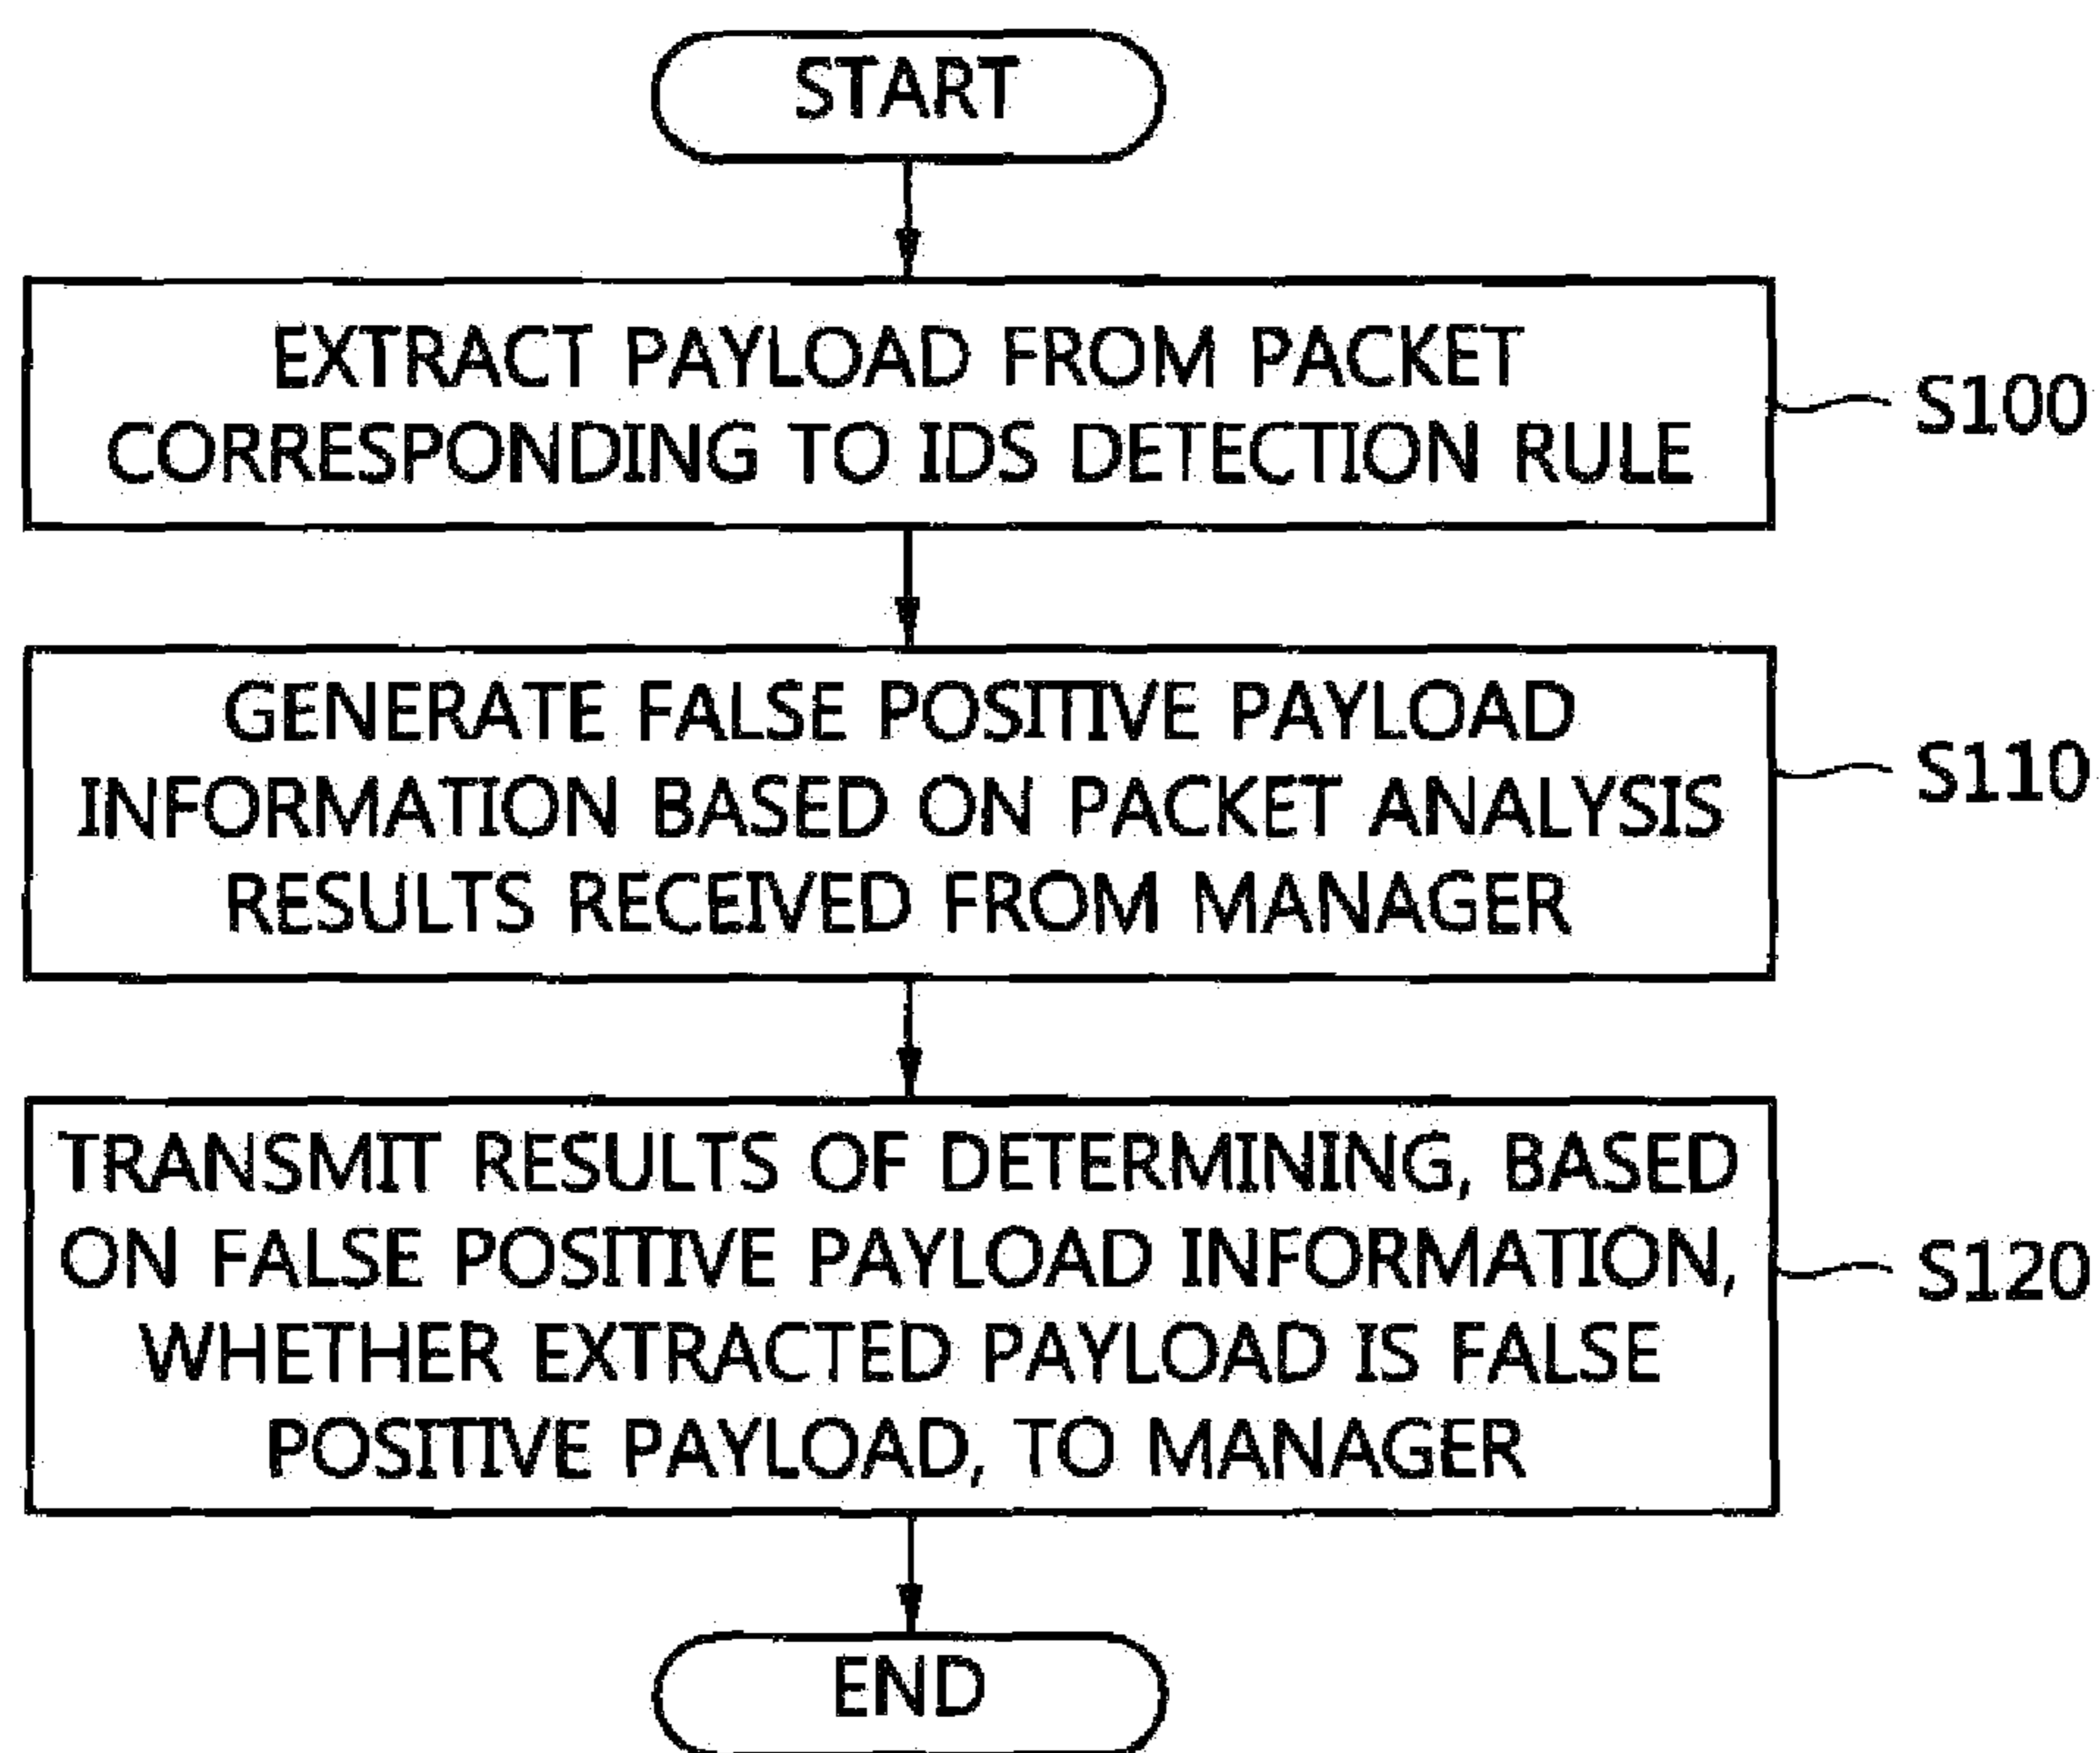 START
EXTRACT PAYLOAD FROM PACKET
CORRESPONDING TO IDS DETECTION RULE
S100
GENERATE FALSE POSITIVE PAYLOAD
INFORMATION BASED ON PACKET ANALYSIS
RESULTS RECEIVED FROM MANAGER
S110
TRANSMIT RESULTS OF DETERMINING, BASED
ON FALSE POSITIVE PAYLOAD INFORMATION,
WHETHER EXTRACTED PAYLOAD IS FALSE
POSITIVE PAYLOAD, TO MANAGER
S120
END